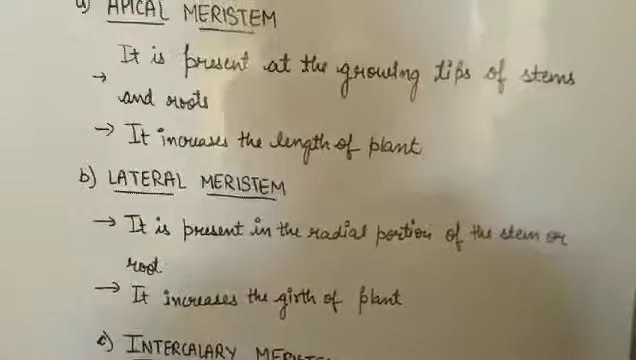 a) APICAL MERISTEM
→ It is present at the growing tips of stems
and roots
→ It increases the length of plant
b) LATERAL MERISTEM
→ It is present in the radial portion of the stem or
root.
→ It increases the girth of plant
c) INTERCALARY MERISTEM